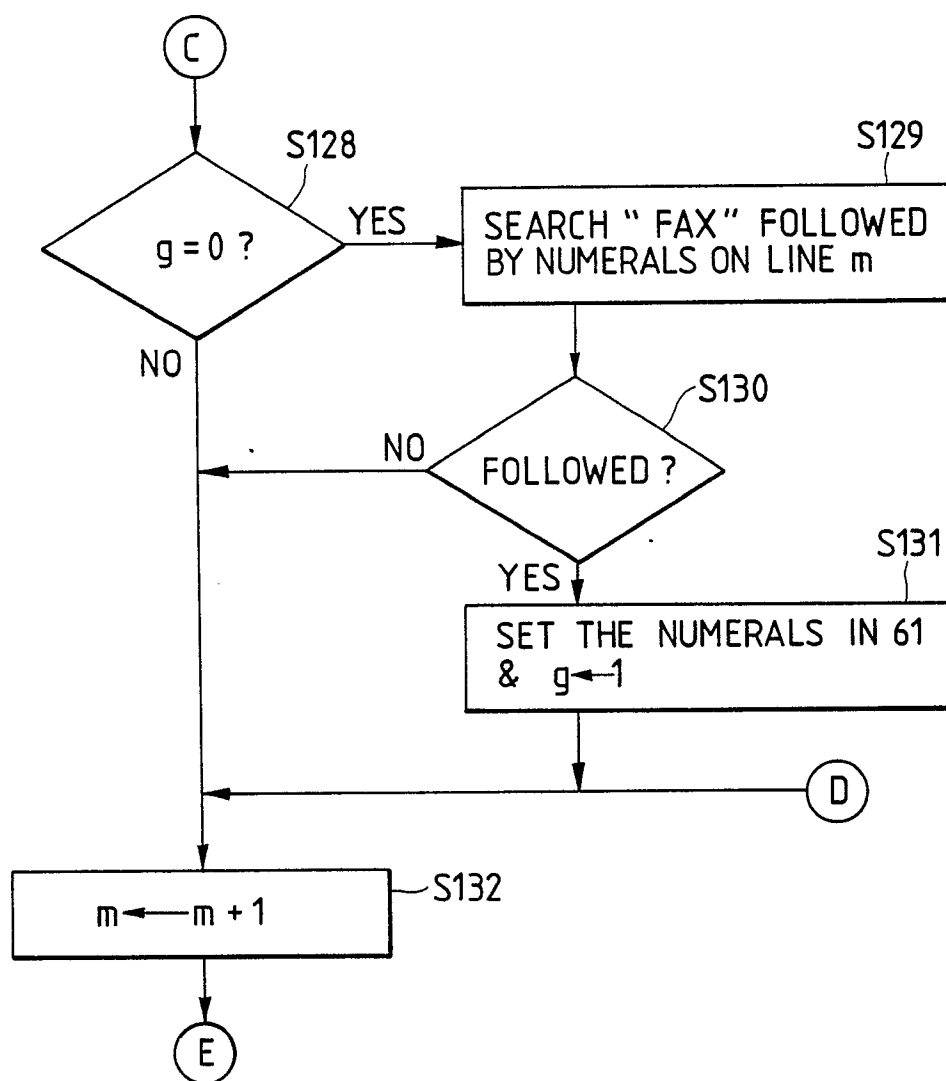 C
S128
g=0 ?
YES
NO
S129
SEARCH " FAX" FOLLOWED
BY NUMERALS ON LINE m
S130
NO
FOLLOWED ?
YES
S131
SET THE NUMERALS IN 61
& g←1
D
S132
m←m+1
E